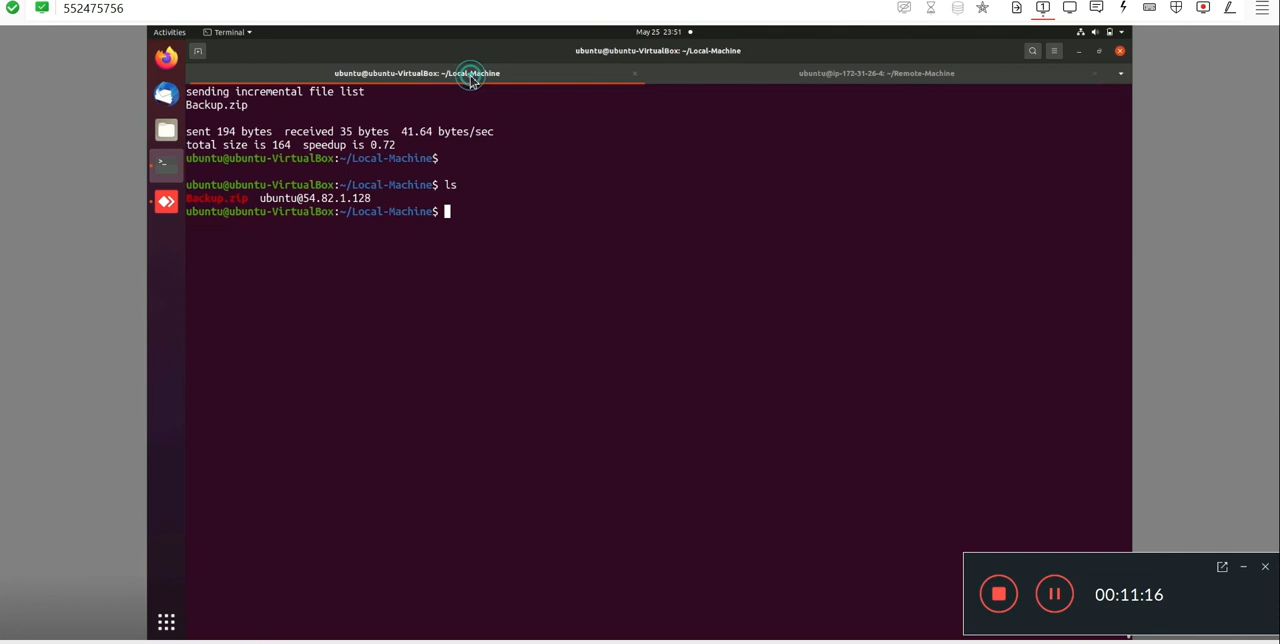 552475756
Activities
Terminal
May 25 23:51
ubuntu@ubuntu-VirtualBox: ~/Local-Machine
ubuntu@ubuntu-VirtualBox: ~/Local-Machine
ubuntu@ip-172-31-26-4: ~/Remote-Machine
sending incremental file list
Backup.zip
sent 194 bytes received 35 bytes 41.64 bytes/sec
total size is 164 speedup is 0.72
ubuntu@ubuntu-VirtualBox:~/Local-Machine$
ubuntu@ubuntu-VirtualBox:~/Local-Machine$ ls
Backup.zip ubuntu@54.82.1.128
ubuntu@ubuntu-VirtualBox:~/Local-Machine$
00:11:16